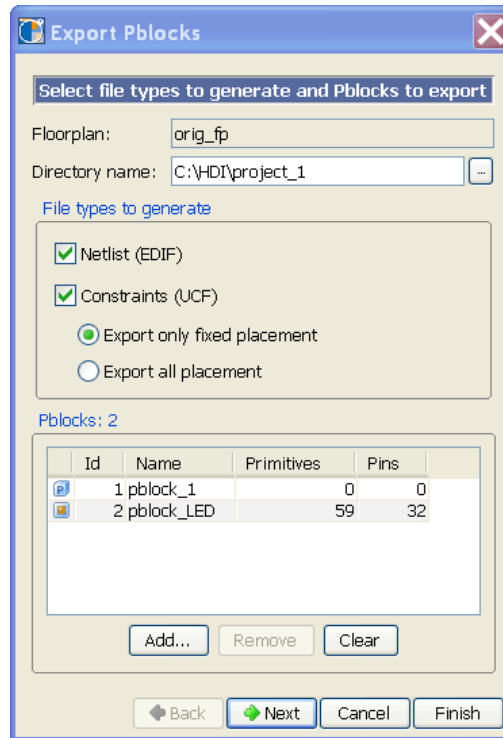 Export Pblocks
Select file types to generate and Pblocks to export
Floorplan: orig_fp
Directory name: C:\HDI\project_1 ...
File types to generate
Netlist (EDIF)
Constraints (UCF)
Export only fixed placement
Export all placement
Pblocks: 2
Id Name Primitives Pins
P 1 pblock_1 0 0
2 pblock_LED 59 32
Add... Remove Clear
Back Next Cancel Finish